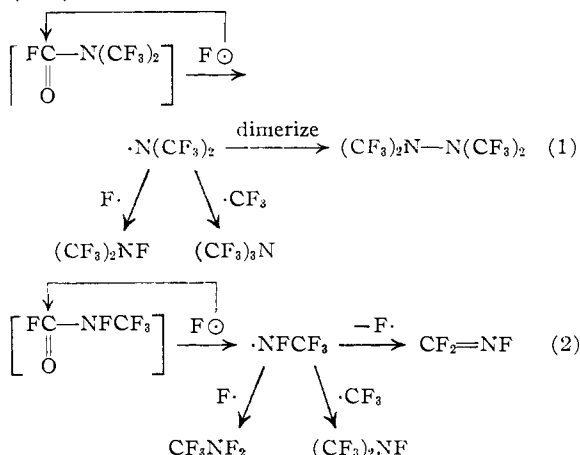 FC—N(CF₃)₂ F⊙
O
·N(CF₃)₂ dimerize (CF₃)₂N—N(CF₃)₂ (1)
F· ·CF₃
(CF₃)₂NF (CF₃)₃N
FC—NFCF₃ F⊙ ·NFCF₃ —F· CF₂=NF (2)
O
F· ·CF₃
CF₃NF₂ (CF₃)₂NF